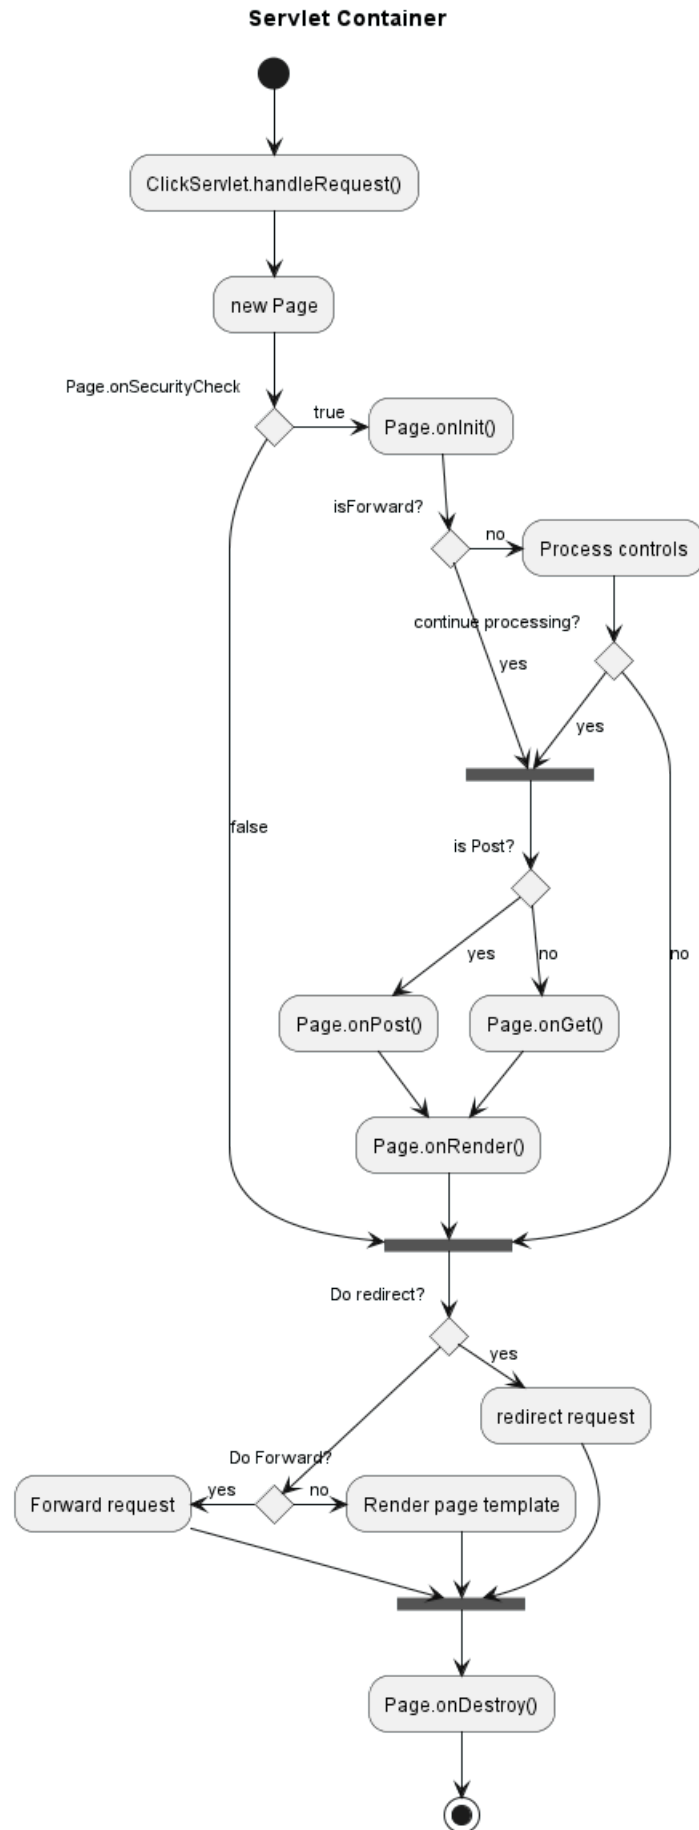 Servlet Container
ClickServlet.handleRequest()
new Page
Page.onSecurityCheck
true
Page.onInit()
isForward?
no
Process controls
continue processing?
yes
yes
false
is Post?
yes
no
no
Page.onPost()
Page.onGet()
Page.onRender()
Do redirect?
yes
redirect request
Do Forward?
Forward request
yes
no
Render page template
Page.onDestroy()